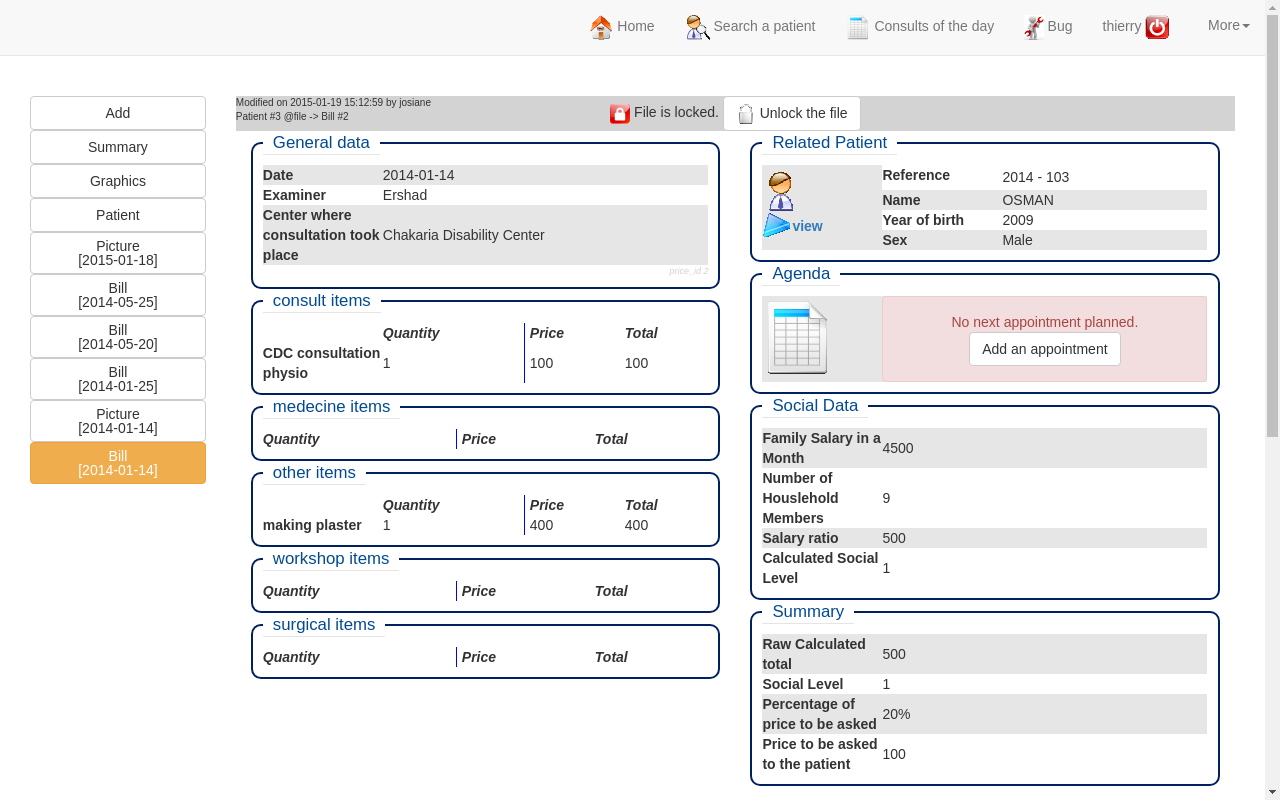 Home
Search a patient
Consults of the day
Bug
thierry
More
Add
Summary
Graphics
Patient
Picture
[2015-01-18]
Bill
[2014-05-25]
Bill
[2014-05-20]
Bill
[2014-01-25]
Picture
[2014-01-14]
Bill
[2014-01-14]
Modified on 2015-01-19 15:12:59 by josiane
Patient #3 @file -> Bill #2
File is locked.
Unlock the file
General data
Date 2014-01-14
Examiner Ershad
Center where
consultation took Chakaria Disability Center
place
price_id 2
consult items
Quantity Price Total
CDC consultation
physio 1 100 100
medecine items
Quantity Price Total
other items
Quantity Price Total
making plaster 1 400 400
workshop items
Quantity Price Total
surgical items
Quantity Price Total
Related Patient
view
Reference 2014 - 103
Name OSMAN
Year of birth 2009
Sex Male
Agenda
No next appointment planned.
Add an appointment
Social Data
Family Salary in a
Month 4500
Number of
Houslehold 9
Members
Salary ratio 500
Calculated Social
Level 1
Summary
Raw Calculated
total 500
Social Level 1
Percentage of
price to be asked 20%
Price to be asked
to the patient 100